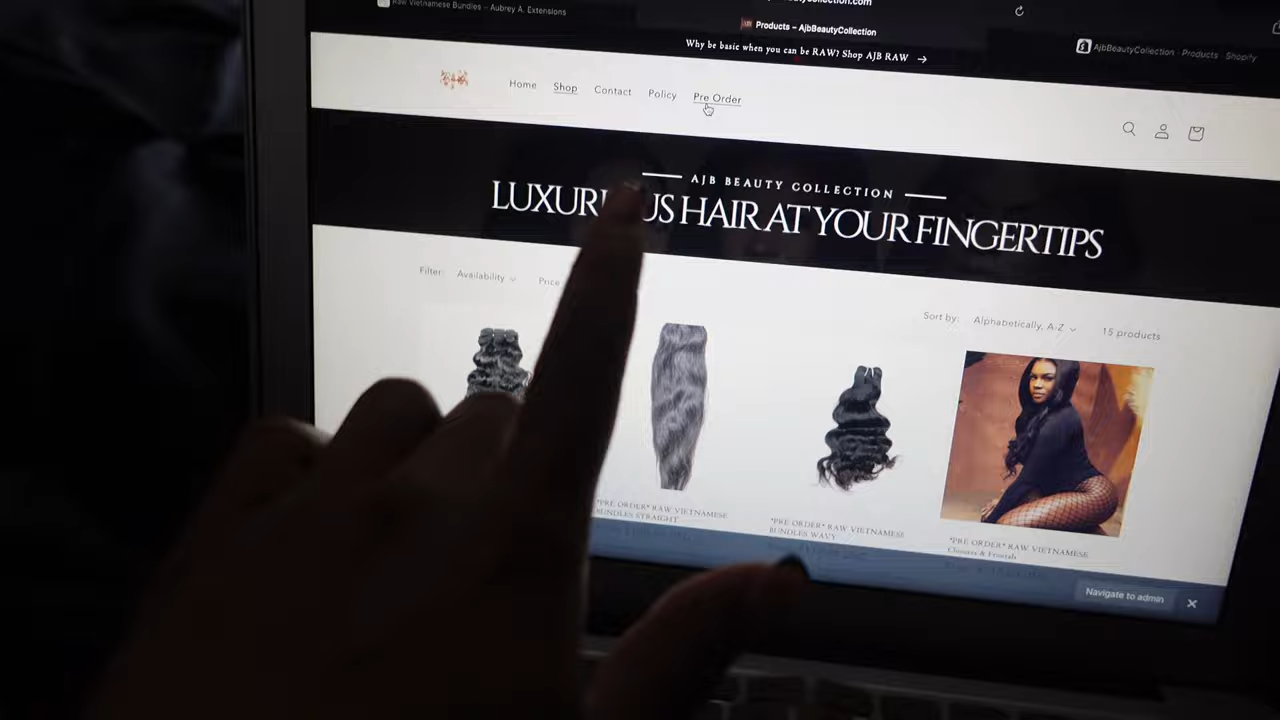 Raw Vietnamese Bundles – Aubrey A. Extensions
beautycollection.com
Products – AjbBeautyCollection
AjbBeautyCollection · Products · Shopify
Why be basic when you can be RAW? Shop AJB RAW →
Home Shop Contact Policy Pre Order
AJB BEAUTY COLLECTION
LUXURI US HAIR AT YOUR FINGERTIPS
Filter: Availability Price
Sort by: Alphabetically, A-Z 15 products
*PRE ORDER* RAW VIETNAMESE
BUNDLES STRAIGHT
*PRE ORDER* RAW VIETNAMESE
BUNDLES WAVY
*PRE ORDER* RAW VIETNAMESE
Closures & Frontals
Navigate to admin